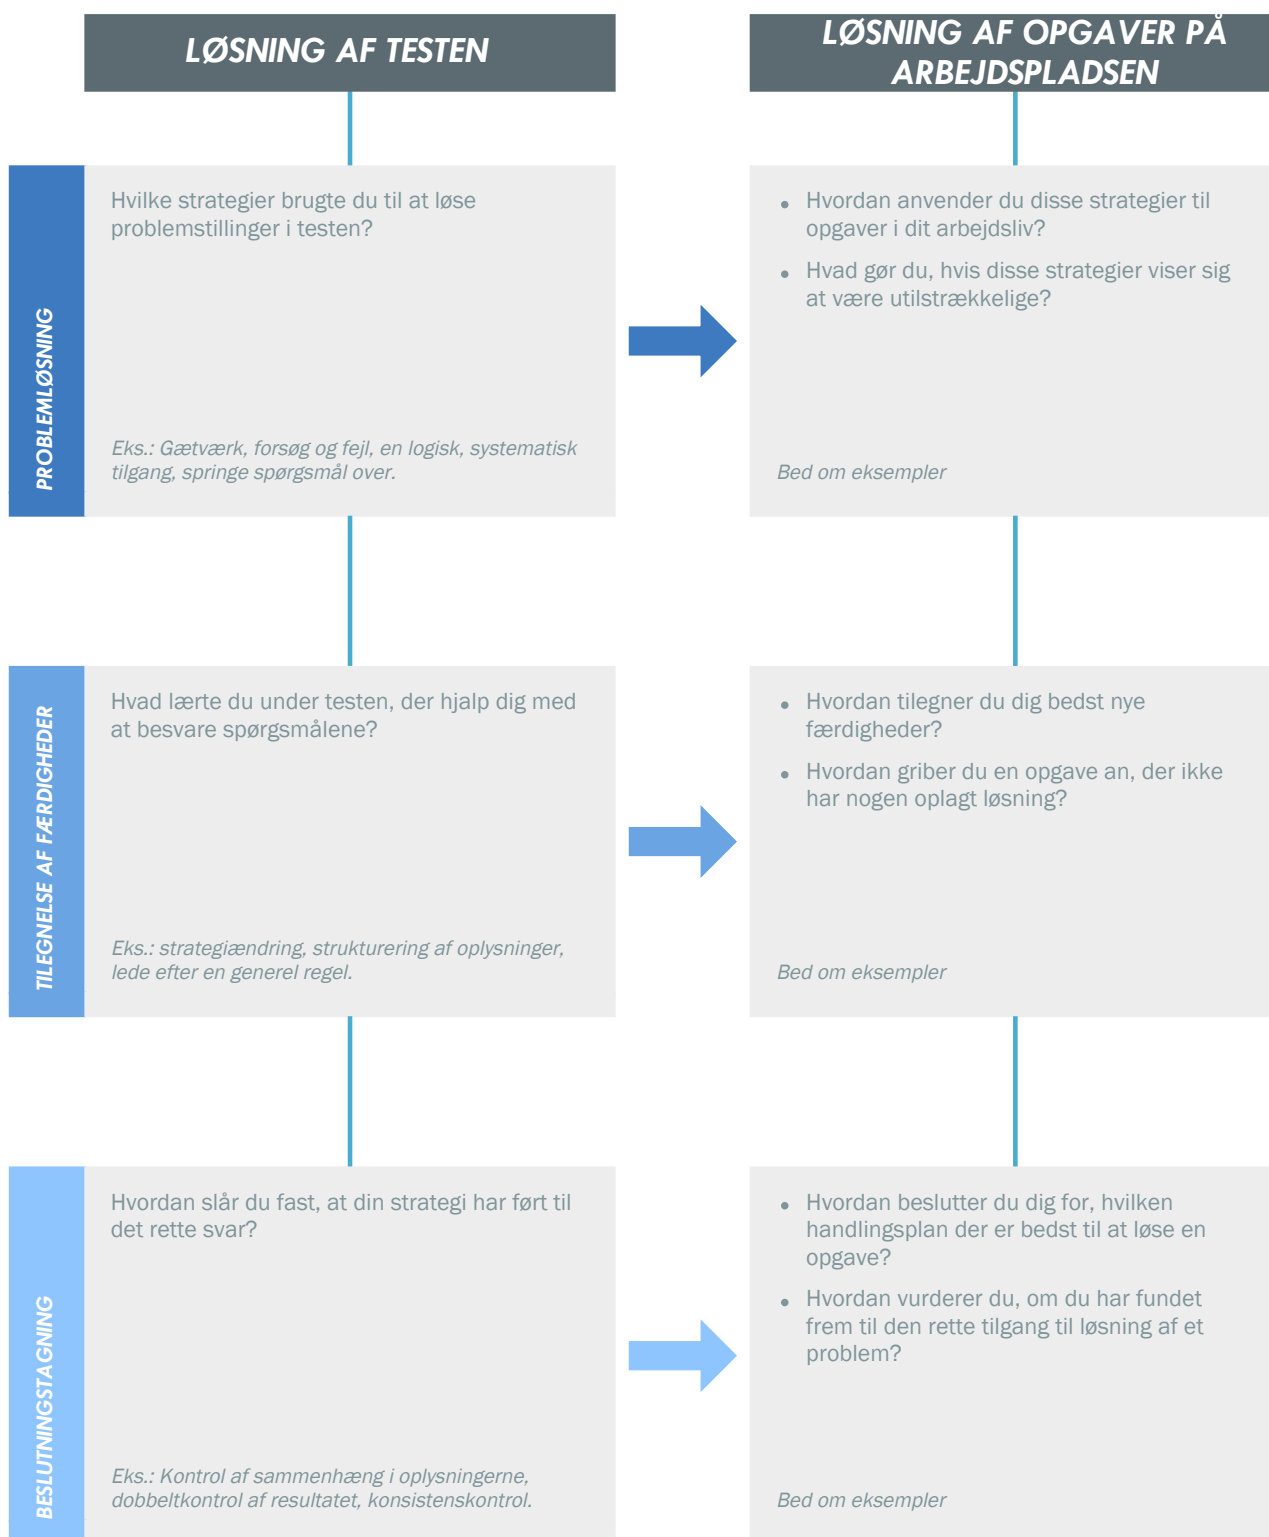 LØSNING AF TESTEN
LØSNING AF OPGAVER PÅ
ARBEJDSPLADSEN
PROBLEMLØSNING
Hvilke strategier brugte du til at løse
problemstillinger i testen?
Eks.: Gætværk, forsøg og fejl, en logisk, systematisk
tilgang, springe spørgsmål over.
• Hvordan anvender du disse strategier til
opgaver i dit arbejdsliv?
• Hvad gør du, hvis disse strategier viser sig
at være utilstrækkelige?
Bed om eksempler
TILEGNELSE AF FÆRDIGHEDER
Hvad lærte du under testen, der hjalp dig med
at besvare spørgsmålene?
Eks.: strategiændring, strukturering af oplysninger,
lede efter en generel regel.
• Hvordan tilegner du dig bedst nye
færdigheder?
• Hvordan griber du en opgave an, der ikke
har nogen oplagt løsning?
Bed om eksempler
BESLUTNINGSTAGNING
Hvordan slår du fast, at din strategi har ført til
det rette svar?
Eks.: Kontrol af sammenhæng i oplysningerne,
dobbeltkontrol af resultatet, konsistenskontrol.
• Hvordan beslutter du dig for, hvilken
handlingsplan der er bedst til at løse en
opgave?
• Hvordan vurderer du, om du har fundet
frem til den rette tilgang til løsning af et
problem?
Bed om eksempler